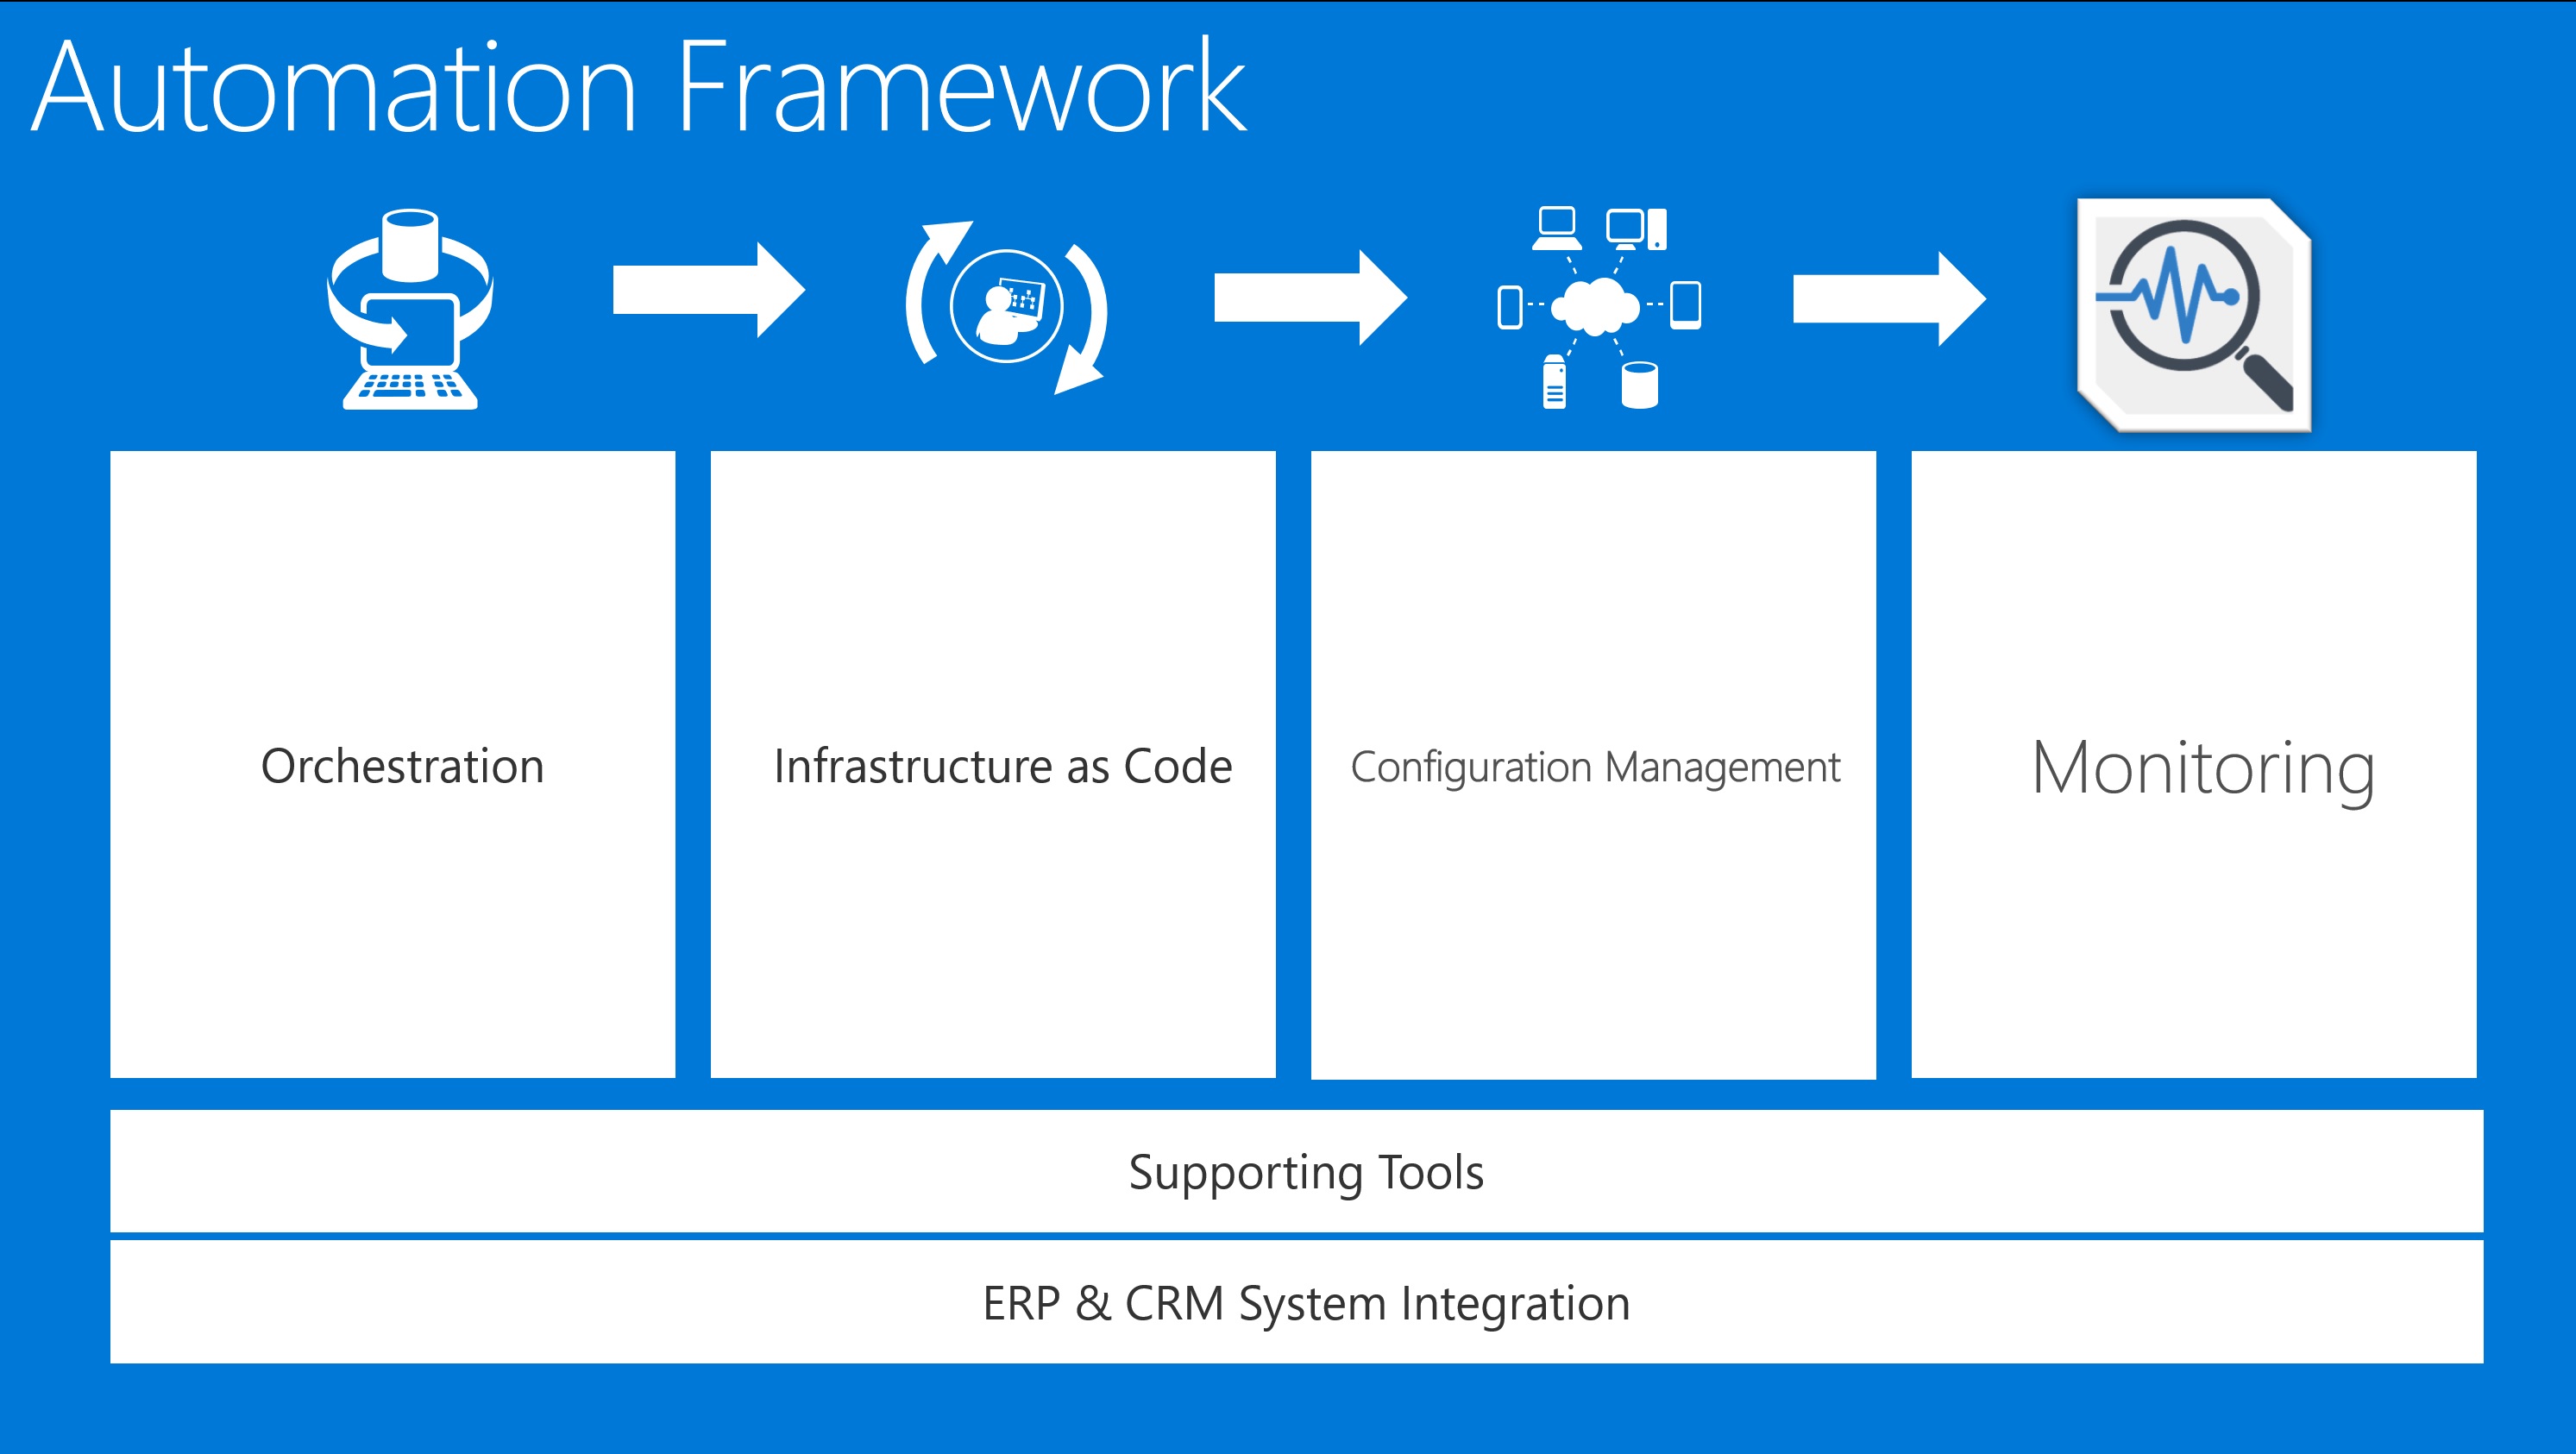 Automation Framework
Orchestration
Infrastructure as Code
Configuration Management
Monitoring
Supporting Tools
ERP & CRM System Integration